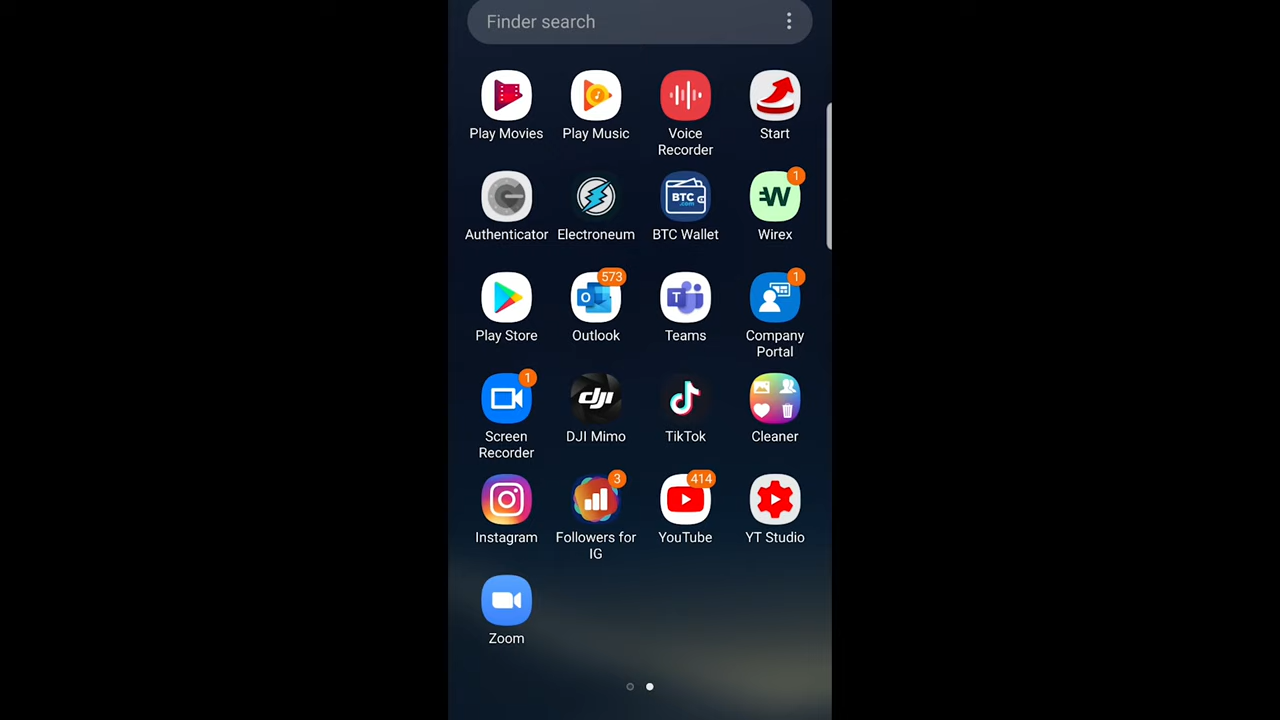 Finder search
Play Movies
Play Music
Voice
Recorder
Start
Authenticator
Electroneum
BTC
.com
BTC Wallet
W
1
Wirex
Play Store
O
573
Outlook
T
Teams
1
Company
Portal
1
Screen
Recorder
dji
DJI Mimo
TikTok
Cleaner
Instagram
3
Followers for
IG
414
YouTube
YT Studio
Zoom